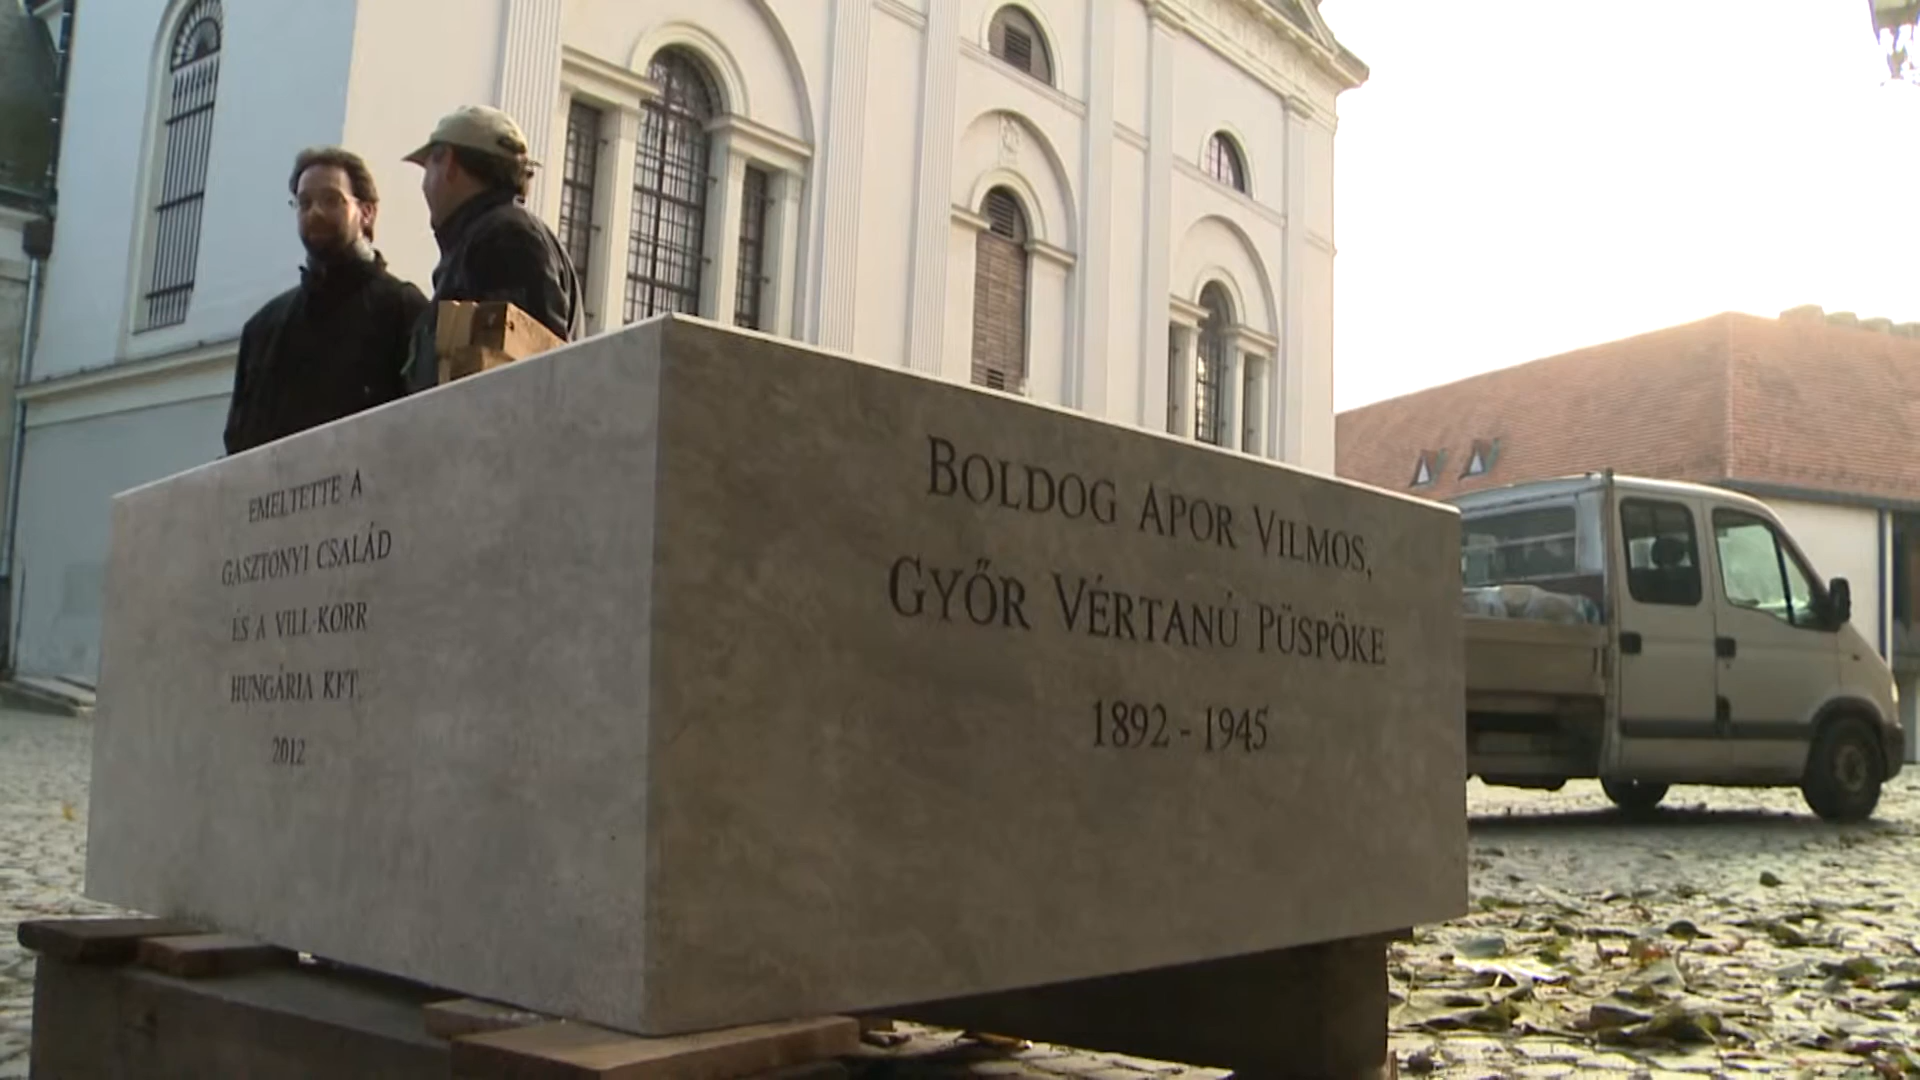 EMELTETTE A
GASZTONYI CSALÁD
ÉS A VILL-KORR
HUNGÁRIA KFT.
2012
BOLDOG APOR VILMOS,
GYŐR VÉRTANÚ PÜSPÖKE
1892 - 1945